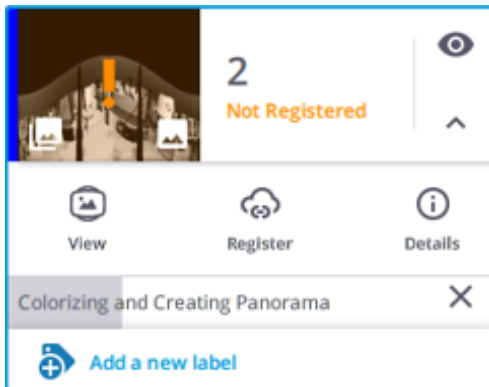 2
Not Registered
View
Register
Details
Colorizing and Creating Panorama
Add a new label